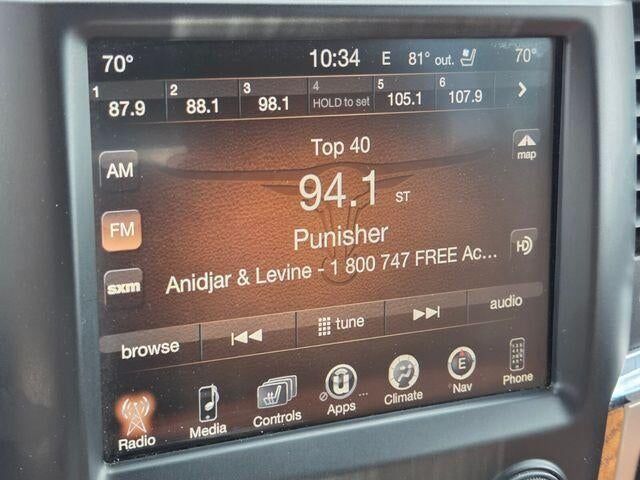 70° 10:34 E 81° out. 70°
1 87.9 2 88.1 3 98.1 4 HOLD to set 5 105.1 6 107.9
Top 40
map
AM
94.1 ST
FM
Punisher
HD
Anidjar & Levine - 1 800 747 FREE Ac...
sxm
browse tune audio
Radio Media Controls Apps ... Climate E Nav Phone